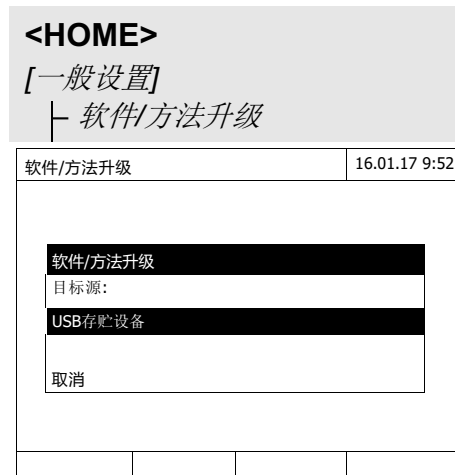 <HOME>
[一般设置]
软件/方法升级
软件/方法升级 16.01.17 9:52
软件/方法升级
目标源:
USB存贮设备
取消